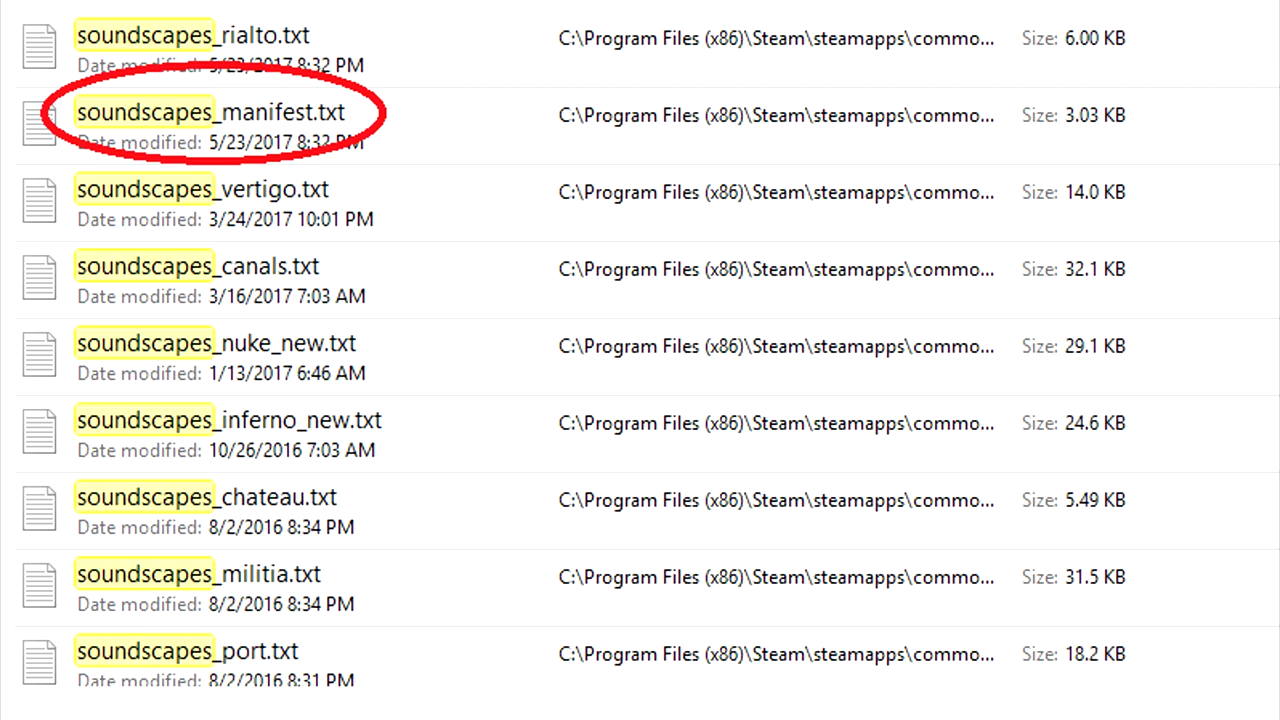 soundscapes_rialto.txt C:\Program Files (x86)\Steam\steamapps\commo... Size: 6.00 KB
Date modified: 5/23/2017 8:32 PM
soundscapes_manifest.txt C:\Program Files (x86)\Steam\steamapps\commo... Size: 3.03 KB
Date modified: 5/23/2017 8:32 PM
soundscapes_vertigo.txt C:\Program Files (x86)\Steam\steamapps\commo... Size: 14.0 KB
Date modified: 3/24/2017 10:01 PM
soundscapes_canals.txt C:\Program Files (x86)\Steam\steamapps\commo... Size: 32.1 KB
Date modified: 3/16/2017 7:03 AM
soundscapes_nuke_new.txt C:\Program Files (x86)\Steam\steamapps\commo... Size: 29.1 KB
Date modified: 1/13/2017 6:46 AM
soundscapes_inferno_new.txt C:\Program Files (x86)\Steam\steamapps\commo... Size: 24.6 KB
Date modified: 10/26/2016 7:03 AM
soundscapes_chateau.txt C:\Program Files (x86)\Steam\steamapps\commo... Size: 5.49 KB
Date modified: 8/2/2016 8:34 PM
soundscapes_militia.txt C:\Program Files (x86)\Steam\steamapps\commo... Size: 31.5 KB
Date modified: 8/2/2016 8:34 PM
soundscapes_port.txt C:\Program Files (x86)\Steam\steamapps\commo... Size: 18.2 KB
Date modified: 8/2/2016 8:31 PM